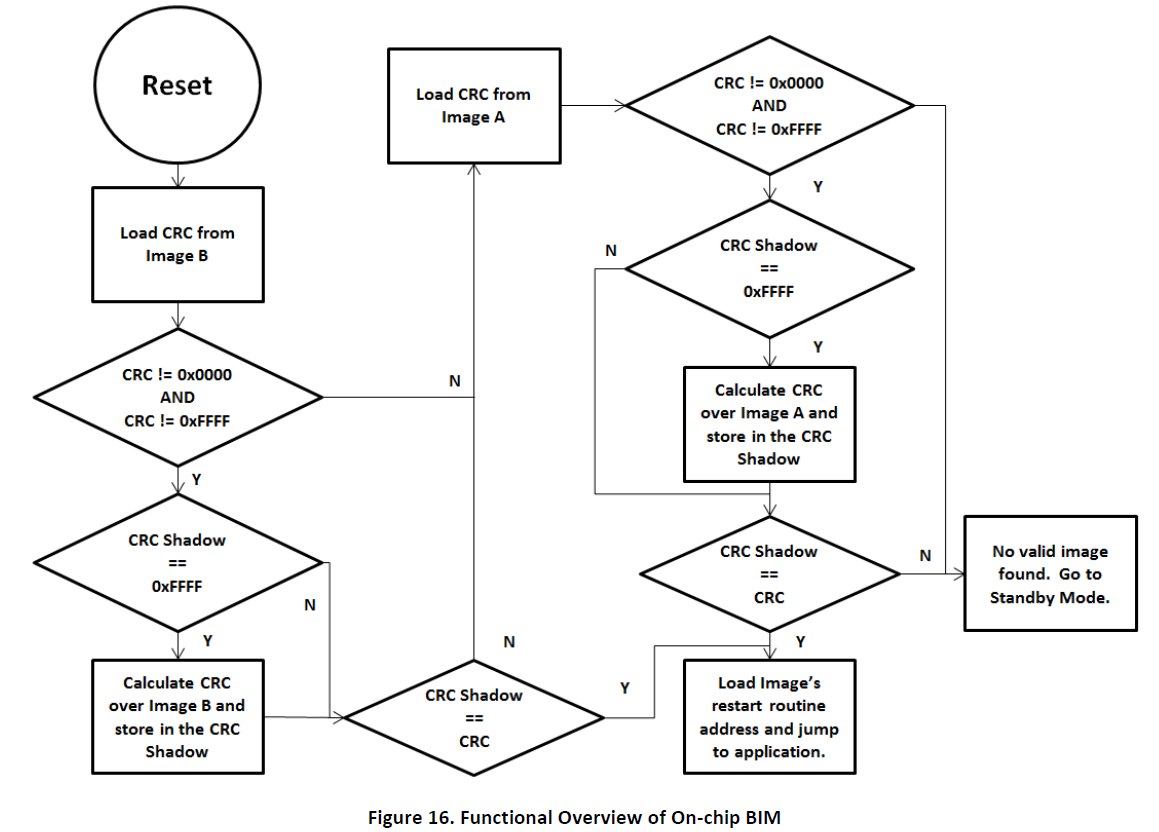 Reset
Load CRC from
Image B
CRC != 0x0000
AND
CRC != 0xFFFF
N
Y
CRC Shadow
==
0xFFFF
N
Y
Calculate CRC
over Image B and
store in the CRC
Shadow
CRC Shadow
==
CRC
N
Y
Load CRC from
Image A
CRC != 0x0000
AND
CRC != 0xFFFF
Y
CRC Shadow
==
0xFFFF
N
Y
Calculate CRC
over Image A and
store in the CRC
Shadow
CRC Shadow
==
CRC
N
Y
No valid image
found. Go to
Standby Mode.
Load Image's
restart routine
address and jump
to application.
Figure 16. Functional Overview of On-chip BIM